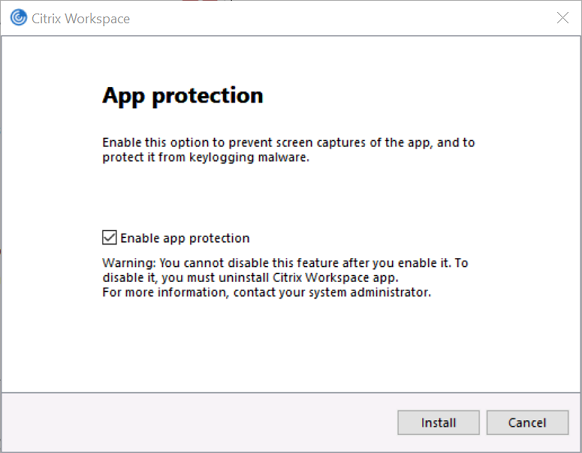 Citrix Workspace
App protection
Enable this option to prevent screen captures of the app, and to
protect it from keylogging malware.
Enable app protection
Warning: You cannot disable this feature after you enable it. To
disable it, you must uninstall Citrix Workspace app.
For more information, contact your system administrator.
Install
Cancel